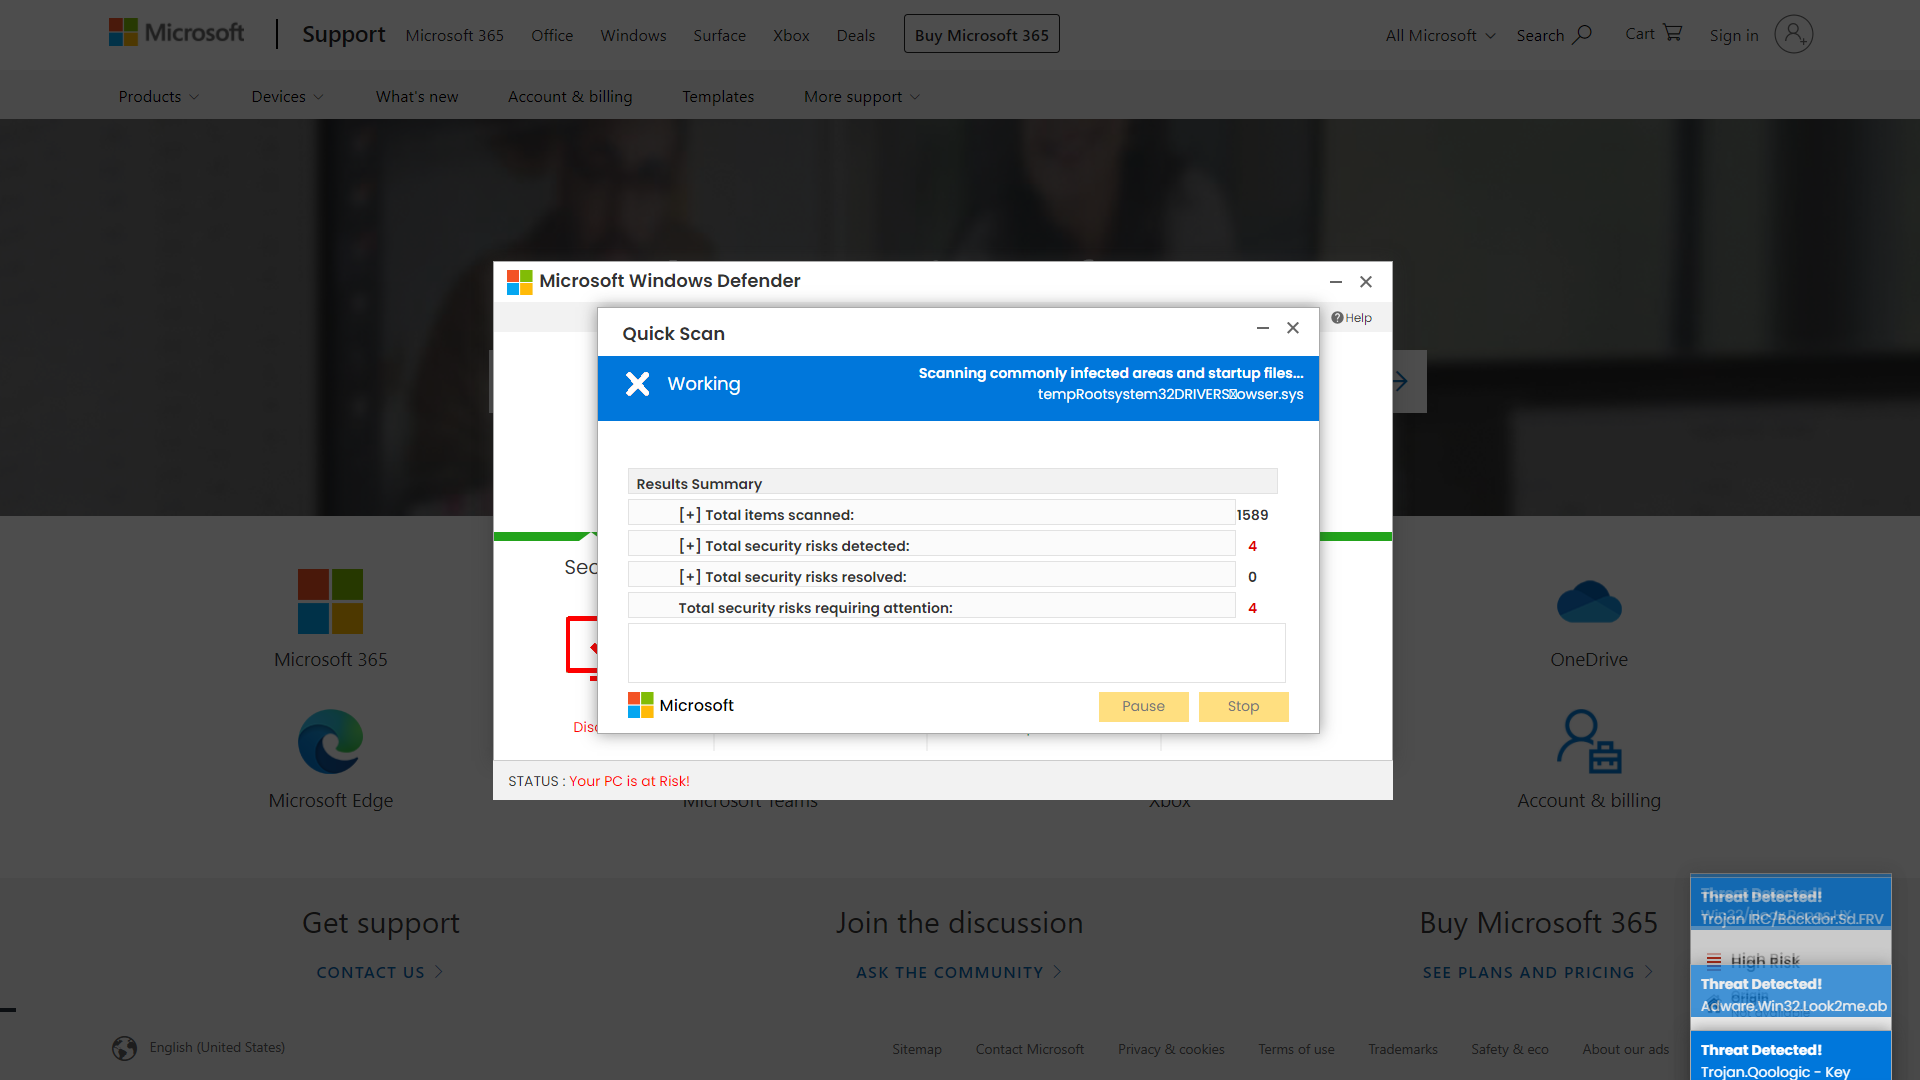 Microsoft
Support
Microsoft 365
Office
Windows
Surface
Xbox
Deals
Buy Microsoft 365
All Microsoft
Search
Cart
Sign in
Products
Devices
What's new
Account & billing
Templates
More support
Microsoft Windows Defender
Help
Quick Scan
Working
Scanning commonly infected areas and startup files...
Results Summary
[+] Total items scanned:
1589
[+] Total security risks detected:
4
[+] Total security risks resolved:
0
Total security risks requiring attention:
4
Microsoft
Pause
Stop
STATUS : Your PC is at Risk!
Microsoft 365
OneDrive
Microsoft Edge
Microsoft Teams
Xbox
Account & billing
Get support
Join the discussion
Buy Microsoft 365
CONTACT US
ASK THE COMMUNITY
SEE PLANS AND PRICING
Threat Detected!
Trojan IRC/Backdor.Sd.FRV
High Risk
Threat Detected!
Adware.Win32.Look2me.ab
Threat Detected!
Trojan.Qoologic - Key
English (United States)
Sitemap
Contact Microsoft
Privacy & cookies
Terms of use
Trademarks
Safety & eco
About our ads